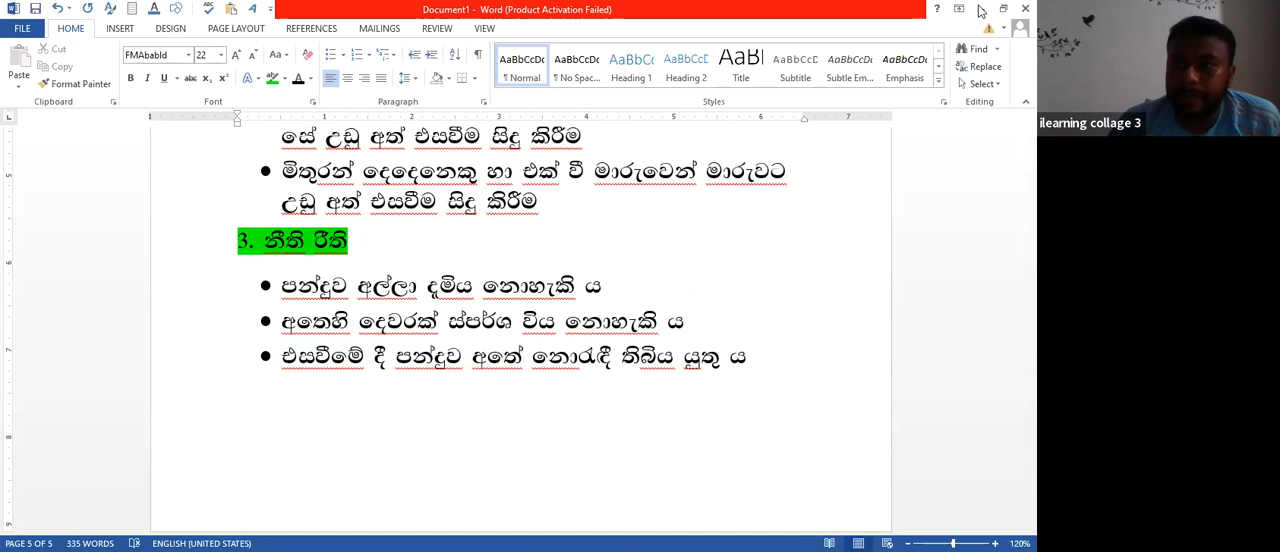 Document1 - Word (Product Activation Failed)
FILE HOME INSERT DESIGN PAGE LAYOUT REFERENCES MAILINGS REVIEW VIEW
Cut
Copy
Format Painter
Paste
Clipboard
FMAbabld 22
Font
Paragraph
AaBbCcDc AaBbCcDc AaBbCc AaBbCcD AaBl AaBbCcD AaBbCcDc AaBbCcDc
¶ Normal ¶ No Spac... Heading 1 Heading 2 Title Subtitle Subtle Em... Emphasis
Styles
Find
Replace
Select
Editing
ilearning collage 3
සේ උඩු අත් එසවීම සිදු කිරීම
● මිතුරන් දෙදෙනෙකු හා එක් වී මාරුවෙන් මාරුවට
උඩු අත් එසවීම සිදු කිරීම
3. නීති රීති
● පන්දුව අල්ලා දැමිය නොහැකි ය
● අතෙහි දෙවරක් ස්පර්ශ විය නොහැකි ය
● එසවීමේ දී පන්දුව අතේ නොරැඳී තිබිය යුතු ය
PAGE 5 OF 5 335 WORDS ENGLISH (UNITED STATES) 120%